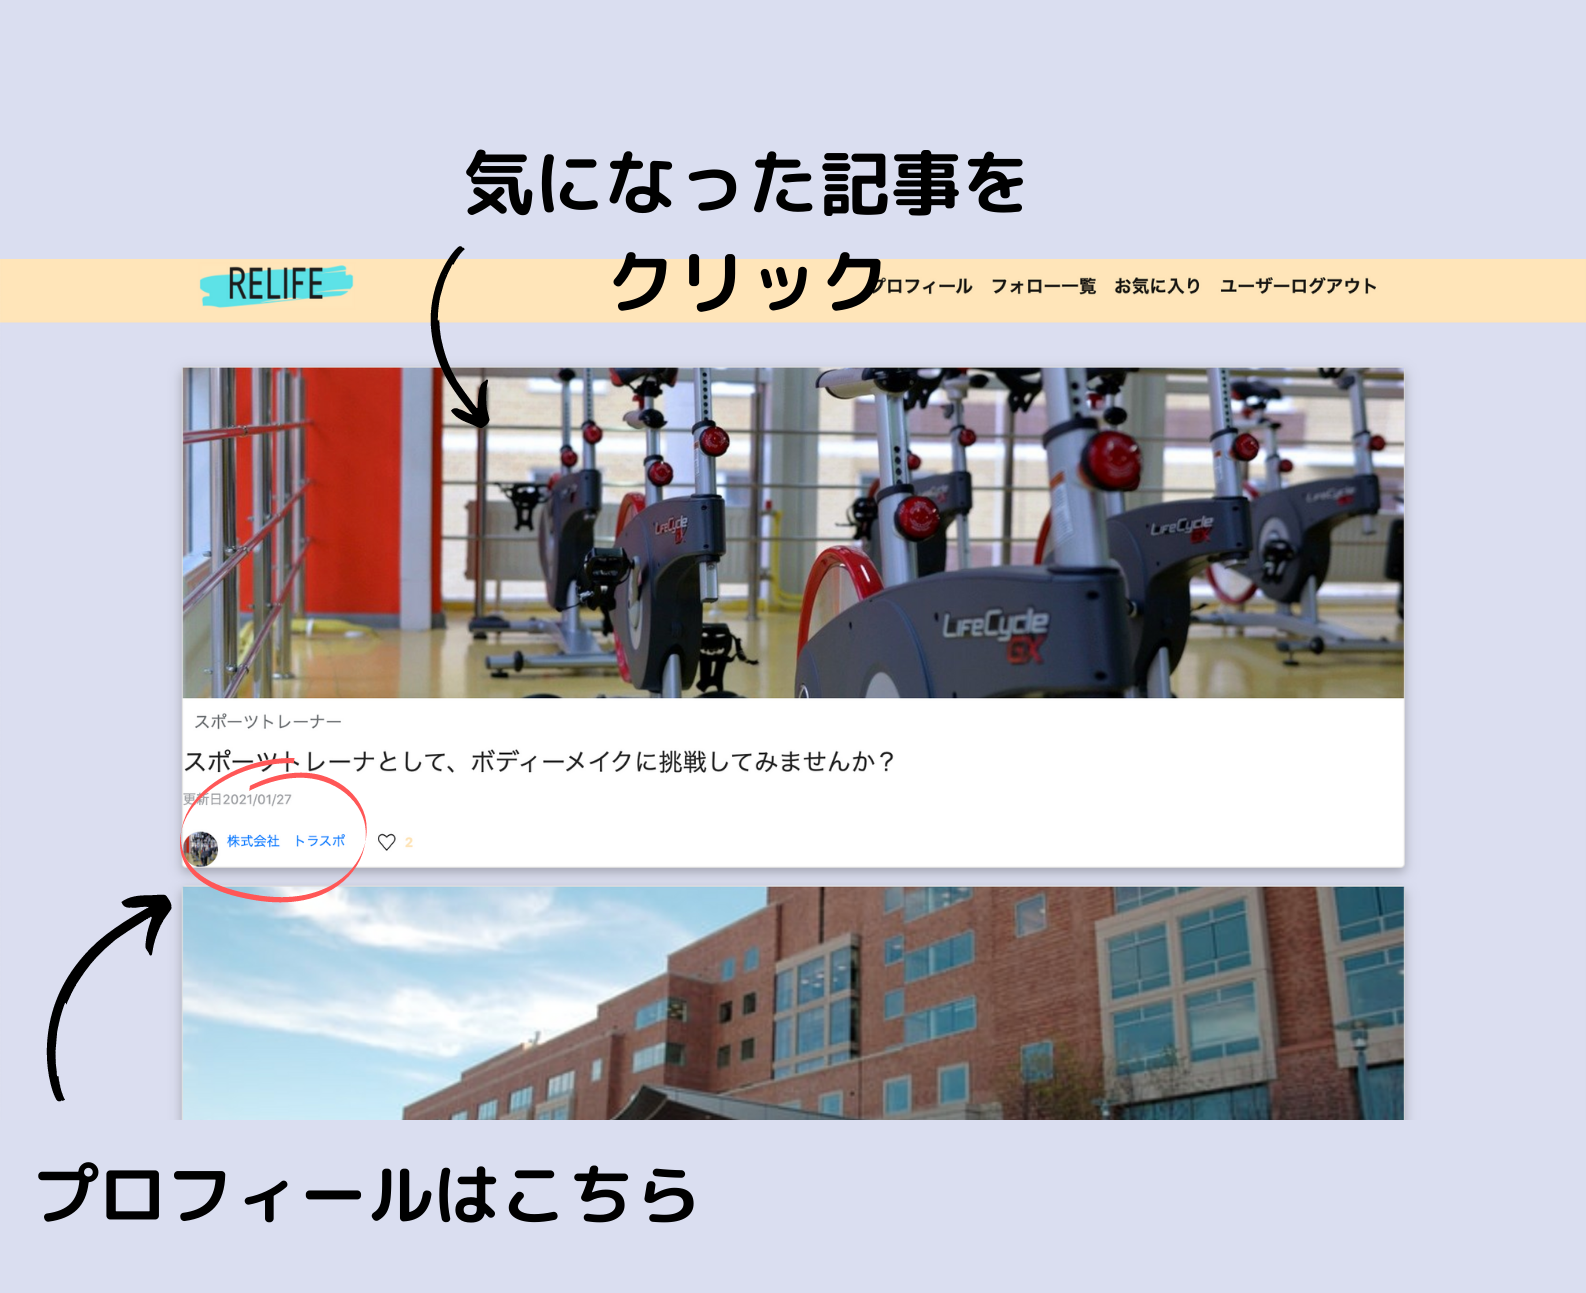 気になった記事を
クリック
RELIFE
プロフィール フォロー一覧 お気に入り ユーザーログアウト
LifeCycle GX
LifeCycle GX
LifeCycle
GX
スポーツトレーナー
スポーツトレーナとして、ボディーメイクに挑戦してみませんか？
更新日2021/01/27
株式会社　トラスポ 2
プロフィールはこちら